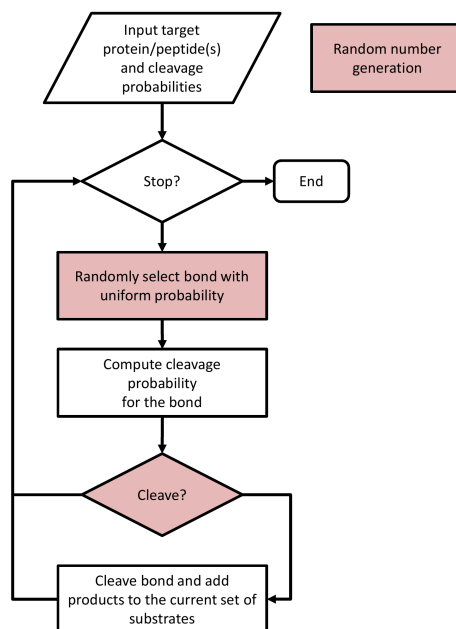 Input target
protein/peptide(s)
and cleavage
probabilities
Random number
generation
Stop?
End
Randomly select bond with
uniform probability
Compute cleavage
probability
for the bond
Cleave?
Cleave bond and add
products to the current set of
substrates